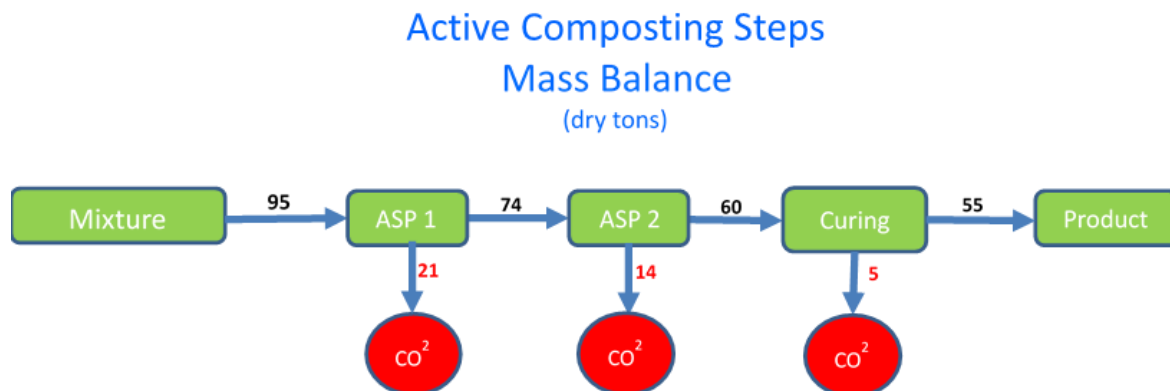 Active Composting Steps
Mass Balance
(dry tons)
Mixture 95 ASP 1 74 ASP 2 60 Curing 55 Product
21 14 5
CO² CO² CO²